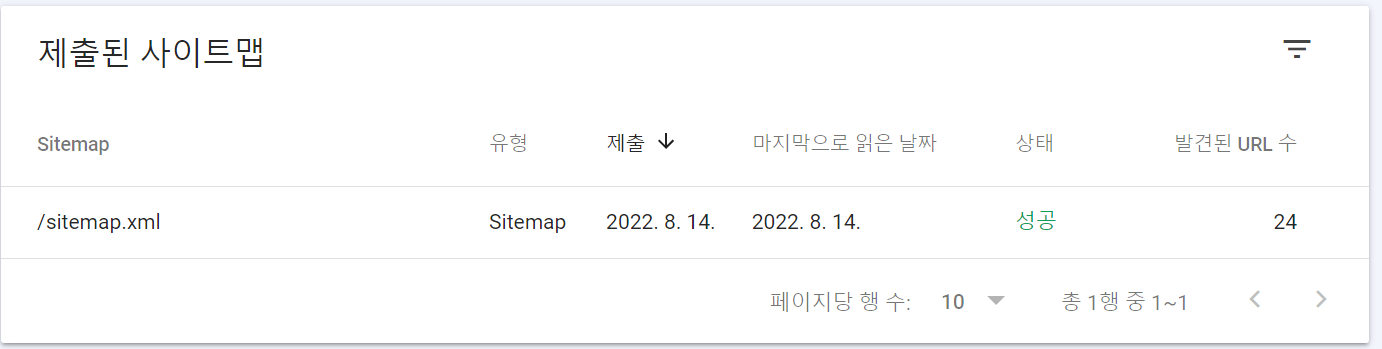 제출된 사이트맵
Sitemap 유형 제출 마지막으로 읽은 날짜 상태 발견된 URL 수
/sitemap.xml Sitemap 2022. 8. 14. 2022. 8. 14. 성공 24
페이지당 행 수: 10 총 1행 중 1~1